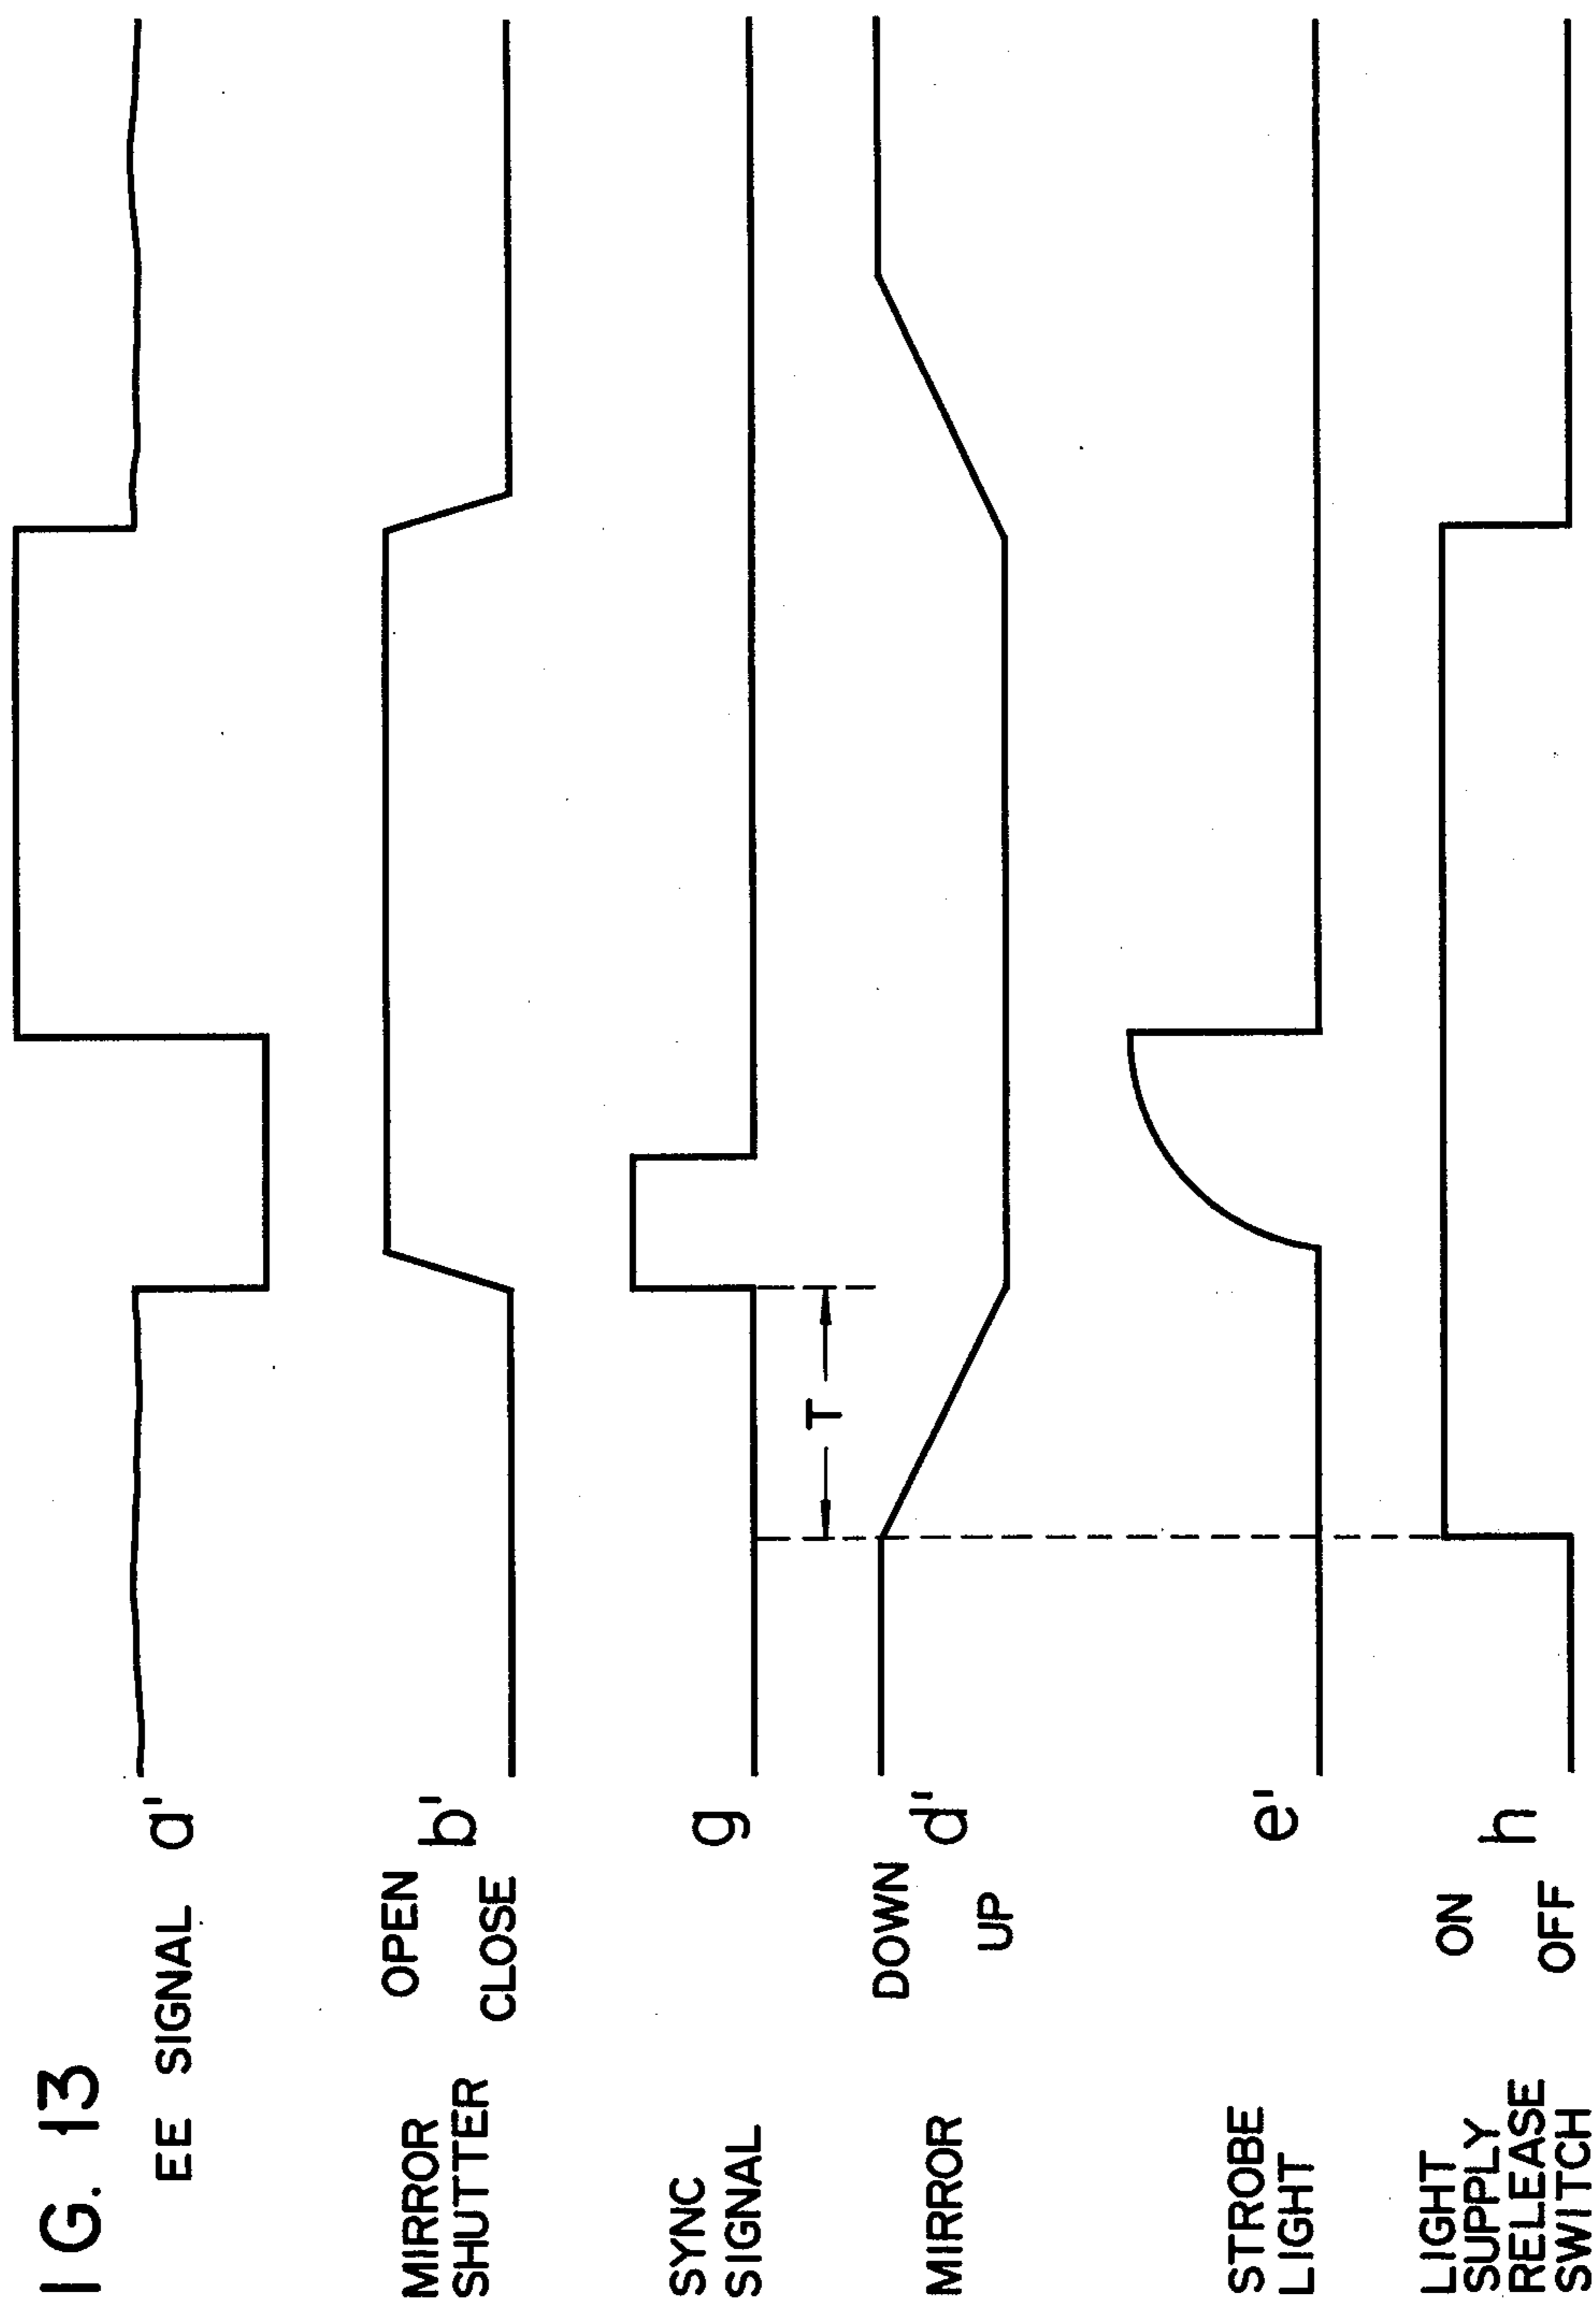 IG. 13
EE SIGNAL a'
MIRROR
SHUTTER
OPEN
CLOSE
b'
SYNC
SIGNAL
g
T
MIRROR
DOWN
UP
d'
STROBE
LIGHT
e'
LIGHT
SUPPLY
RELEASE
SWITCH
ON
OFF
h